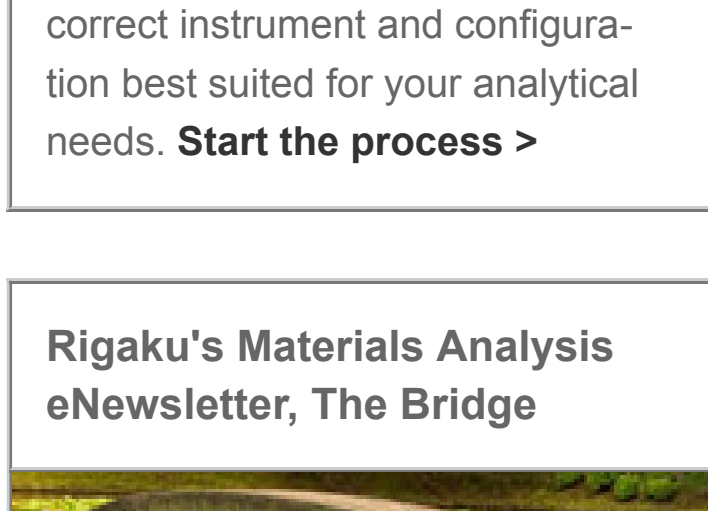 correct instrument and configura-
tion best suited for your analytical
needs. Start the process >
Rigaku's Materials Analysis
eNewsletter, The Bridge